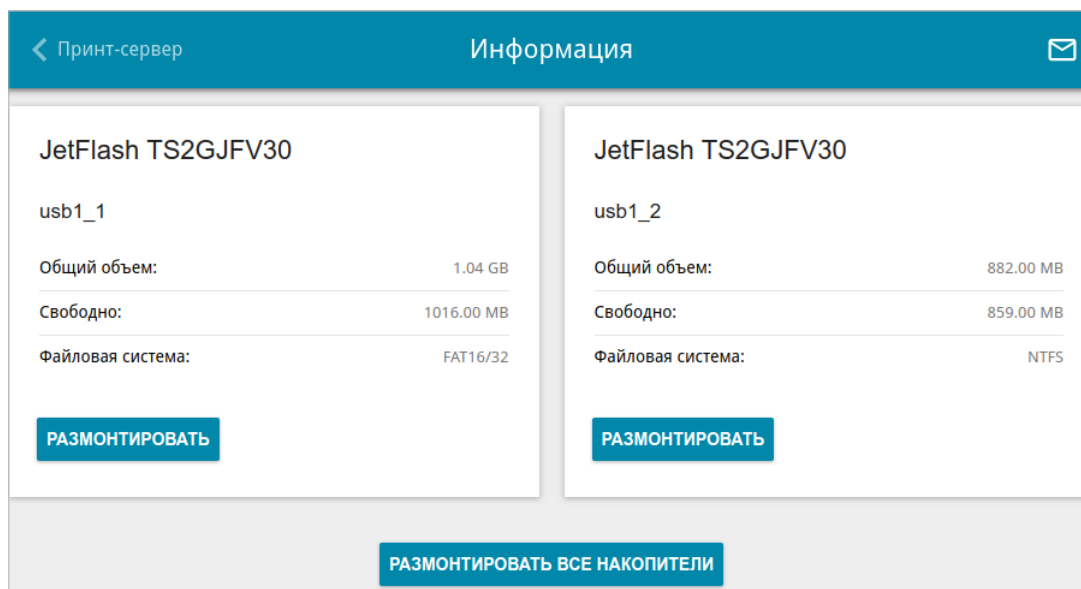 Принт-сервер
Информация
JetFlash TS2GJFV30
usb1_1
Общий объем: 1.04 GB
Свободно: 1016.00 MB
Файловая система: FAT16/32
РАЗМОНТИРОВАТЬ
JetFlash TS2GJFV30
usb1_2
Общий объем: 882.00 MB
Свободно: 859.00 MB
Файловая система: NTFS
РАЗМОНТИРОВАТЬ
РАЗМОНТИРОВАТЬ ВСЕ НАКОПИТЕЛИ